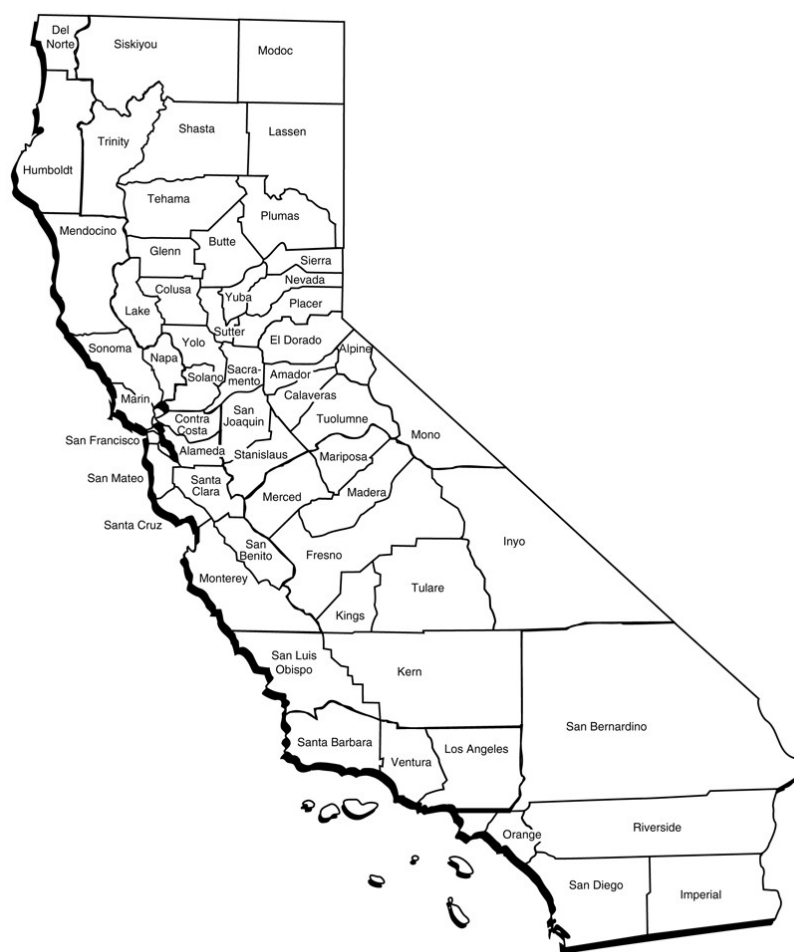 Del
Norte
Siskiyou
Modoc
Humboldt
Trinity
Shasta
Lassen
Tehama
Plumas
Mendocino
Glenn
Butte
Sierra
Nevada
Colusa
Yuba
Placer
Lake
Sutter
Sonoma
Yolo
El Dorado
Napa
Solano
Sacra-
mento
Amador
Alpine
Marin
Calaveras
San
Joaquin
Tuolumne
Contra
Costa
San Francisco
Alameda
Stanislaus
Mariposa
Mono
San Mateo
Santa
Clara
Merced
Madera
Santa Cruz
San
Benito
Fresno
Inyo
Monterey
Kings
Tulare
San Luis
Obispo
Kern
San Bernardino
Santa Barbara
Ventura
Los Angeles
Orange
Riverside
San Diego
Imperial